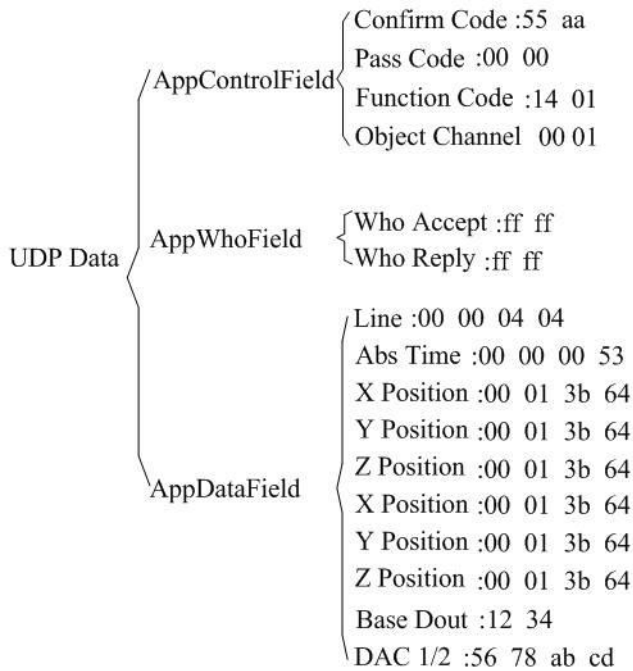 UDP Data
AppControlField
Confirm Code :55 aa
Pass Code :00 00
Function Code :14 01
Object Channel 00 01
AppWhoField
Who Accept :ff ff
Who Reply :ff ff
AppDataField
Line :00 00 04 04
Abs Time :00 00 00 53
X Position :00 01 3b 64
Y Position :00 01 3b 64
Z Position :00 01 3b 64
X Position :00 01 3b 64
Y Position :00 01 3b 64
Z Position :00 01 3b 64
Base Dout :12 34
DAC 1/2 :56 78 ab cd